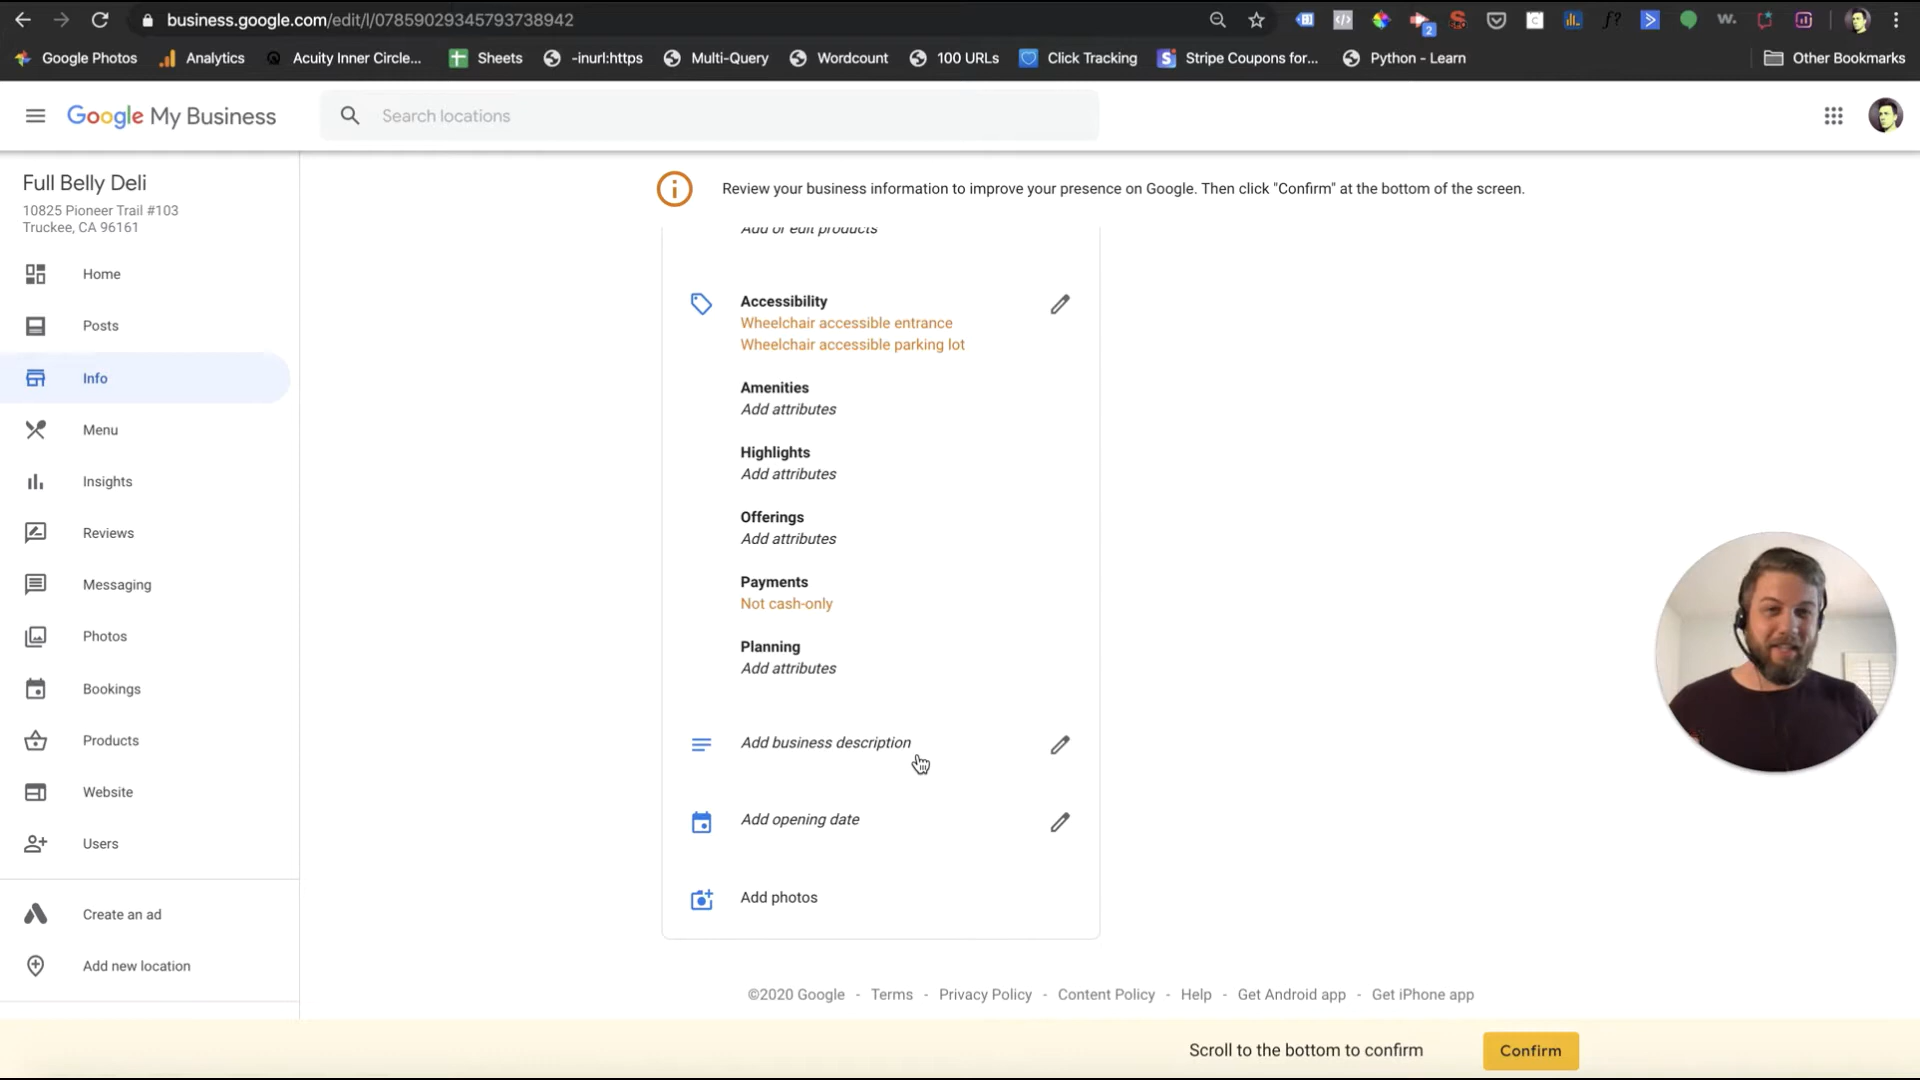 business.google.com/edit/l/07859029345793738942
Google Photos
Analytics
Acuity Inner Circle...
Sheets
-inurl:https
Multi-Query
Wordcount
100 URLs
Click Tracking
Stripe Coupons for...
Python - Learn
Other Bookmarks
Google My Business
Search locations
Full Belly Deli
10825 Pioneer Trail #103
Truckee, CA 96161
Home
Posts
Info
Menu
Insights
Reviews
Messaging
Photos
Bookings
Products
Website
Users
Create an ad
Add new location
Review your business information to improve your presence on Google. Then click "Confirm" at the bottom of the screen.
Add or edit products
Accessibility
Wheelchair accessible entrance
Wheelchair accessible parking lot
Amenities
Add attributes
Highlights
Add attributes
Offerings
Add attributes
Payments
Not cash-only
Planning
Add attributes
Add business description
Add opening date
Add photos
©2020 Google - Terms - Privacy Policy - Content Policy - Help - Get Android app - Get iPhone app
Scroll to the bottom to confirm
Confirm